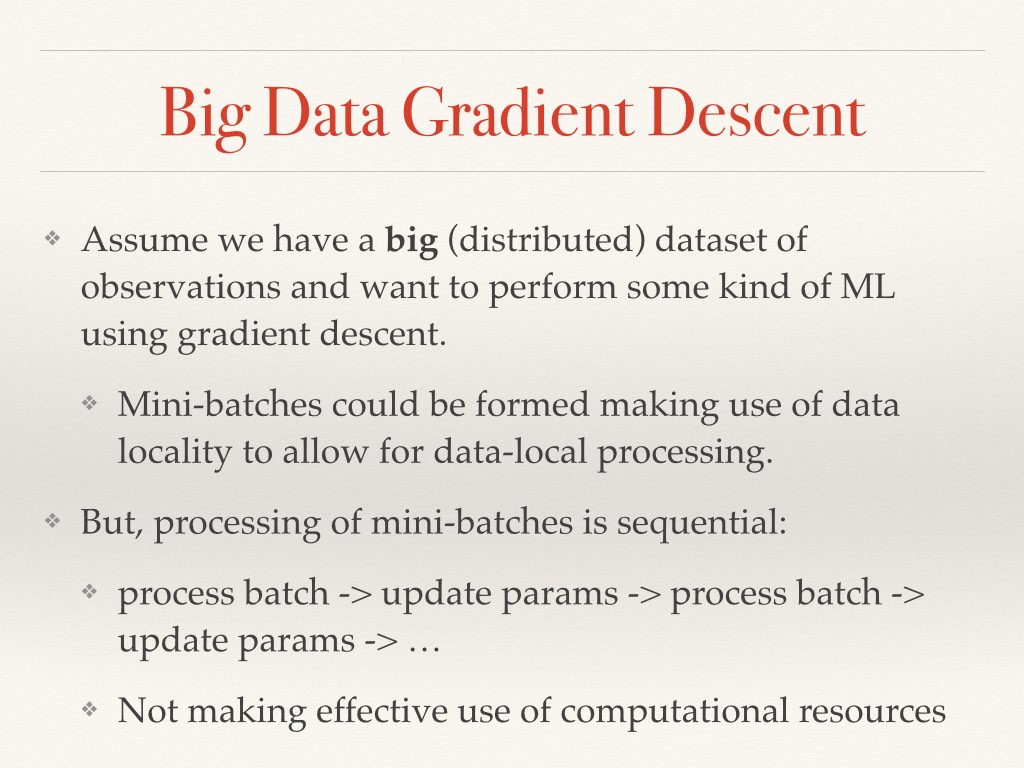 Big Data Gradient Descent
❖ Assume we have a big (distributed) dataset of
observations and want to perform some kind of ML
using gradient descent.
❖ Mini-batches could be formed making use of data
locality to allow for data-local processing.
❖ But, processing of mini-batches is sequential:
❖ process batch -> update params -> process batch ->
update params -> …
❖ Not making effective use of computational resources